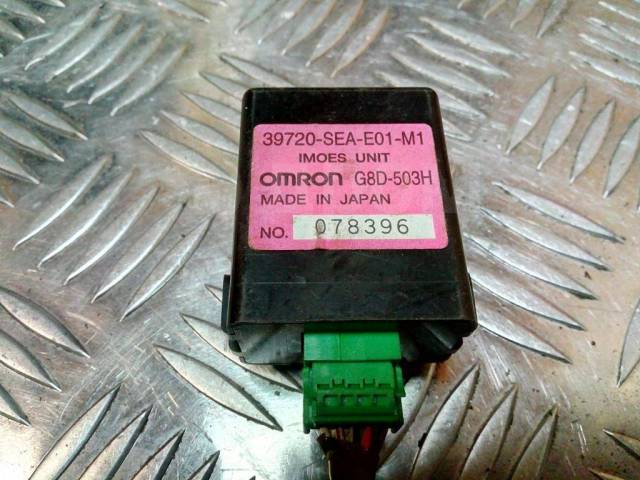 39720-SEA-E01-M1
IMOES UNIT
OMRON G8D-503H
MADE IN JAPAN
NO. 078396